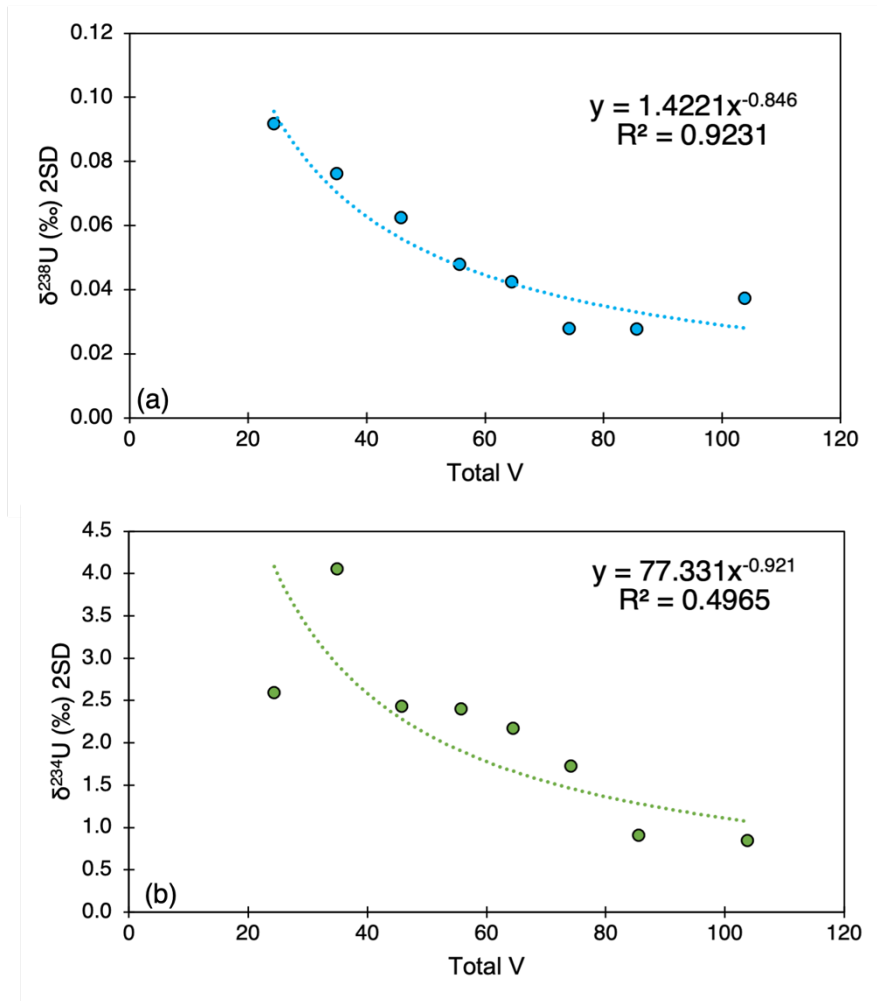 0.12
0.10
0.08
0.06
0.04
0.02
0.00
δ²³⁸U (‰) 2SD
y = 1.4221x⁻⁰·⁸⁴⁶
R² = 0.9231
(a)
0 20 40 60 80 100 120
Total V
4.5
4.0
3.5
3.0
2.5
2.0
1.5
1.0
0.5
0.0
δ²³⁴U (‰) 2SD
y = 77.331x⁻⁰·⁹²¹
R² = 0.4965
(b)
0 20 40 60 80 100 120
Total V